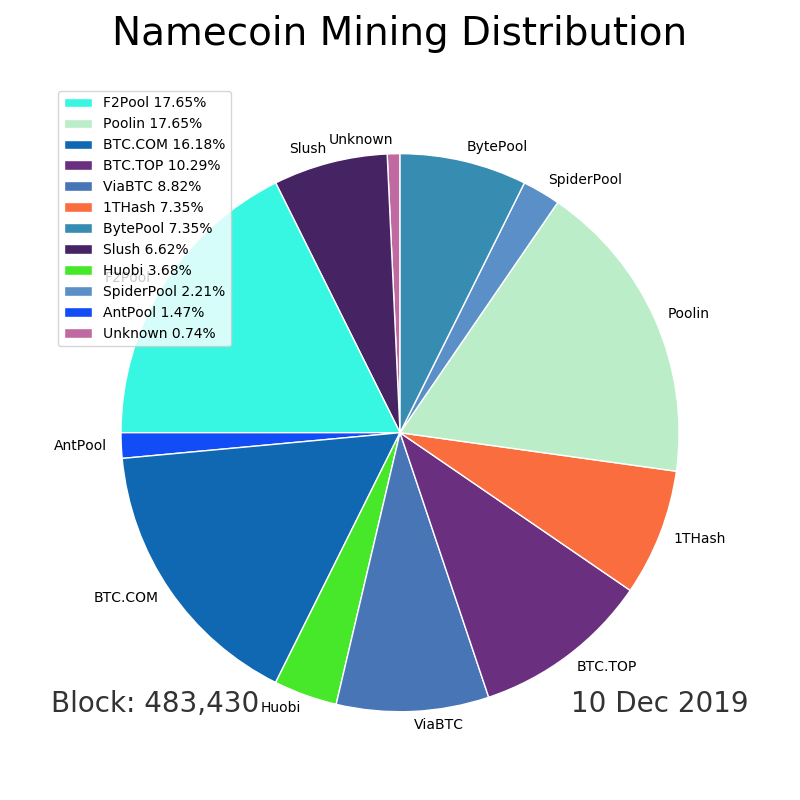 Namecoin Mining Distribution
F2Pool 17.65%
Poolin 17.65%
BTC.COM 16.18%
BTC.TOP 10.29%
ViaBTC 8.82%
1THash 7.35%
BytePool 7.35%
Slush 6.62%
Huobi 3.68%
SpiderPool 2.21%
AntPool 1.47%
Unknown 0.74%
Unknown
Slush
BytePool
SpiderPool
F2Pool
Poolin
AntPool
1THash
BTC.COM
BTC.TOP
Huobi
ViaBTC
Block: 483,430
10 Dec 2019